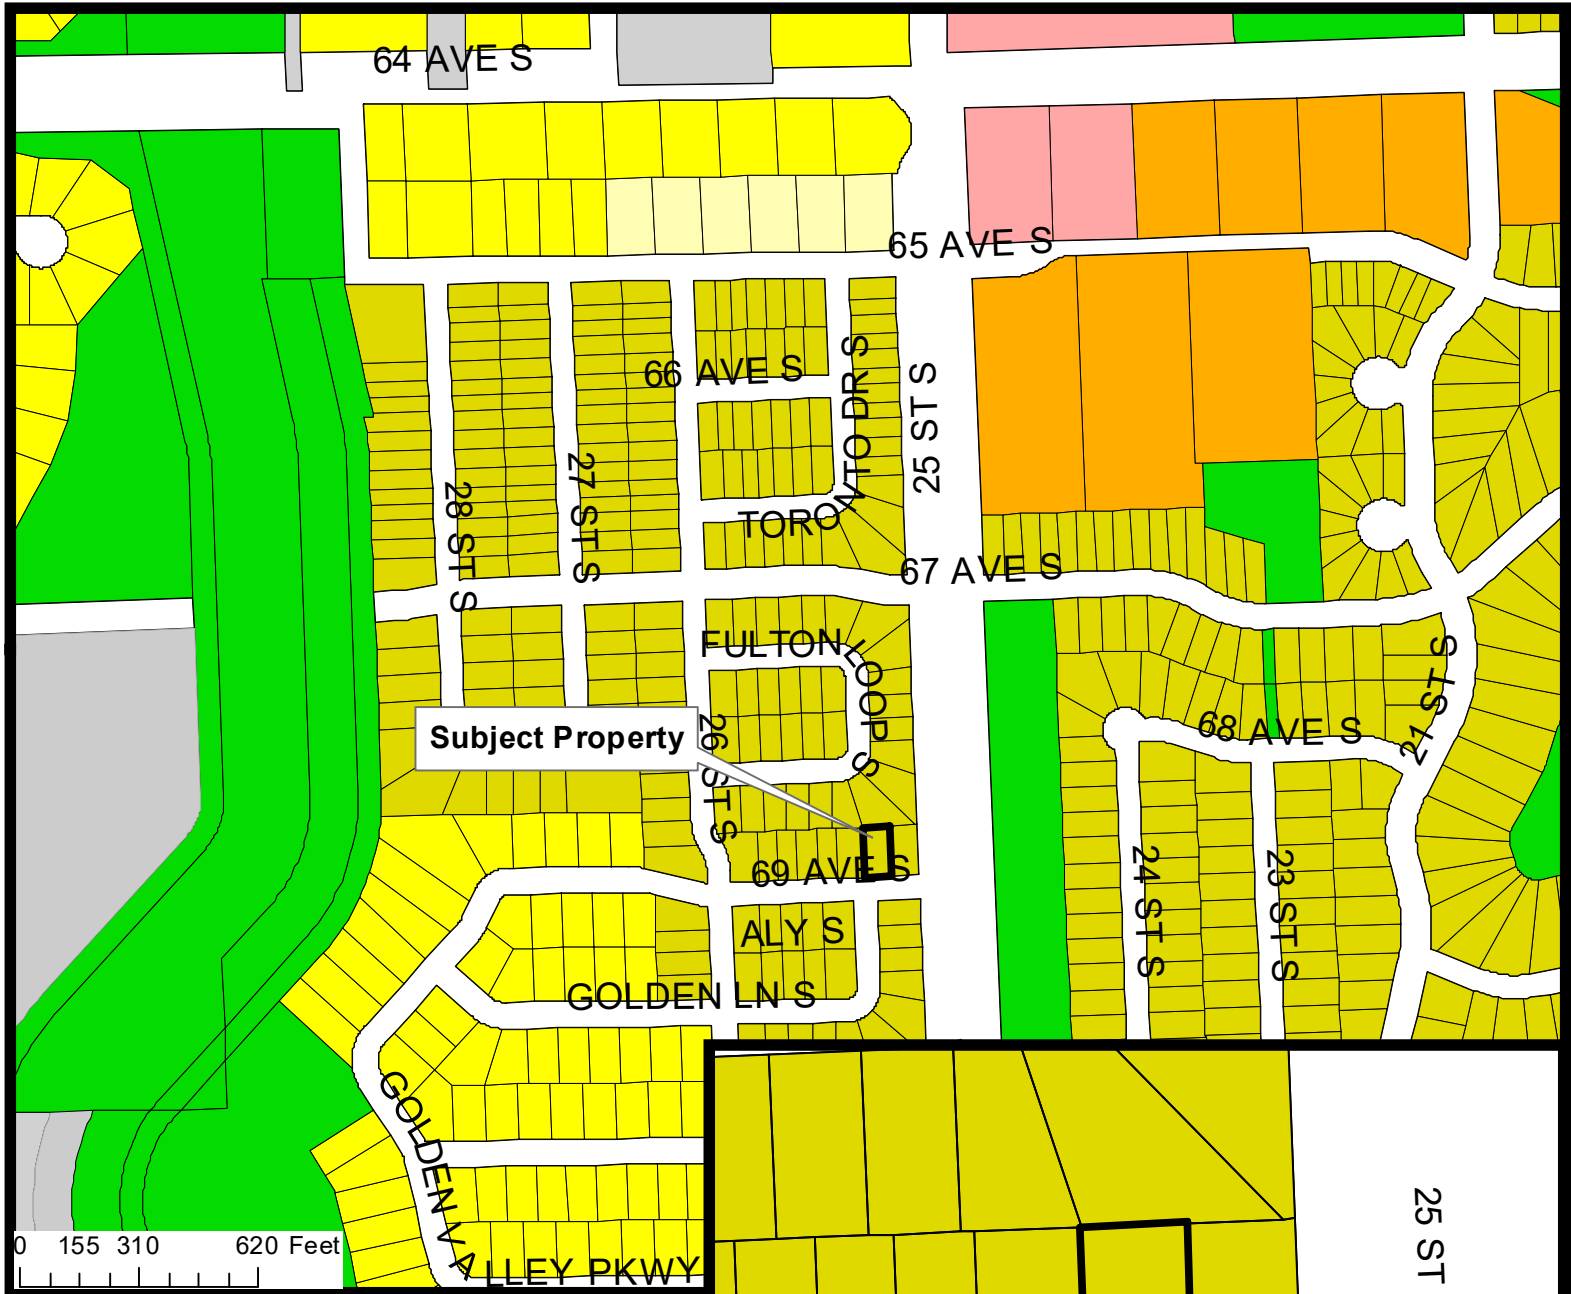 64 AVE S
65 AVE S
66 AVE S
TORONTO DR S
25 ST S
27 ST S
28 ST S
67 AVE S
FULTON LOOP S
21 ST S
68 AVE S
26 ST S
Subject Property
69 AVE S
24 ST S
23 ST S
ALY S
GOLDEN LN S
GOLDEN VALLEY PKWY
25 ST
0 155 310 620 Feet